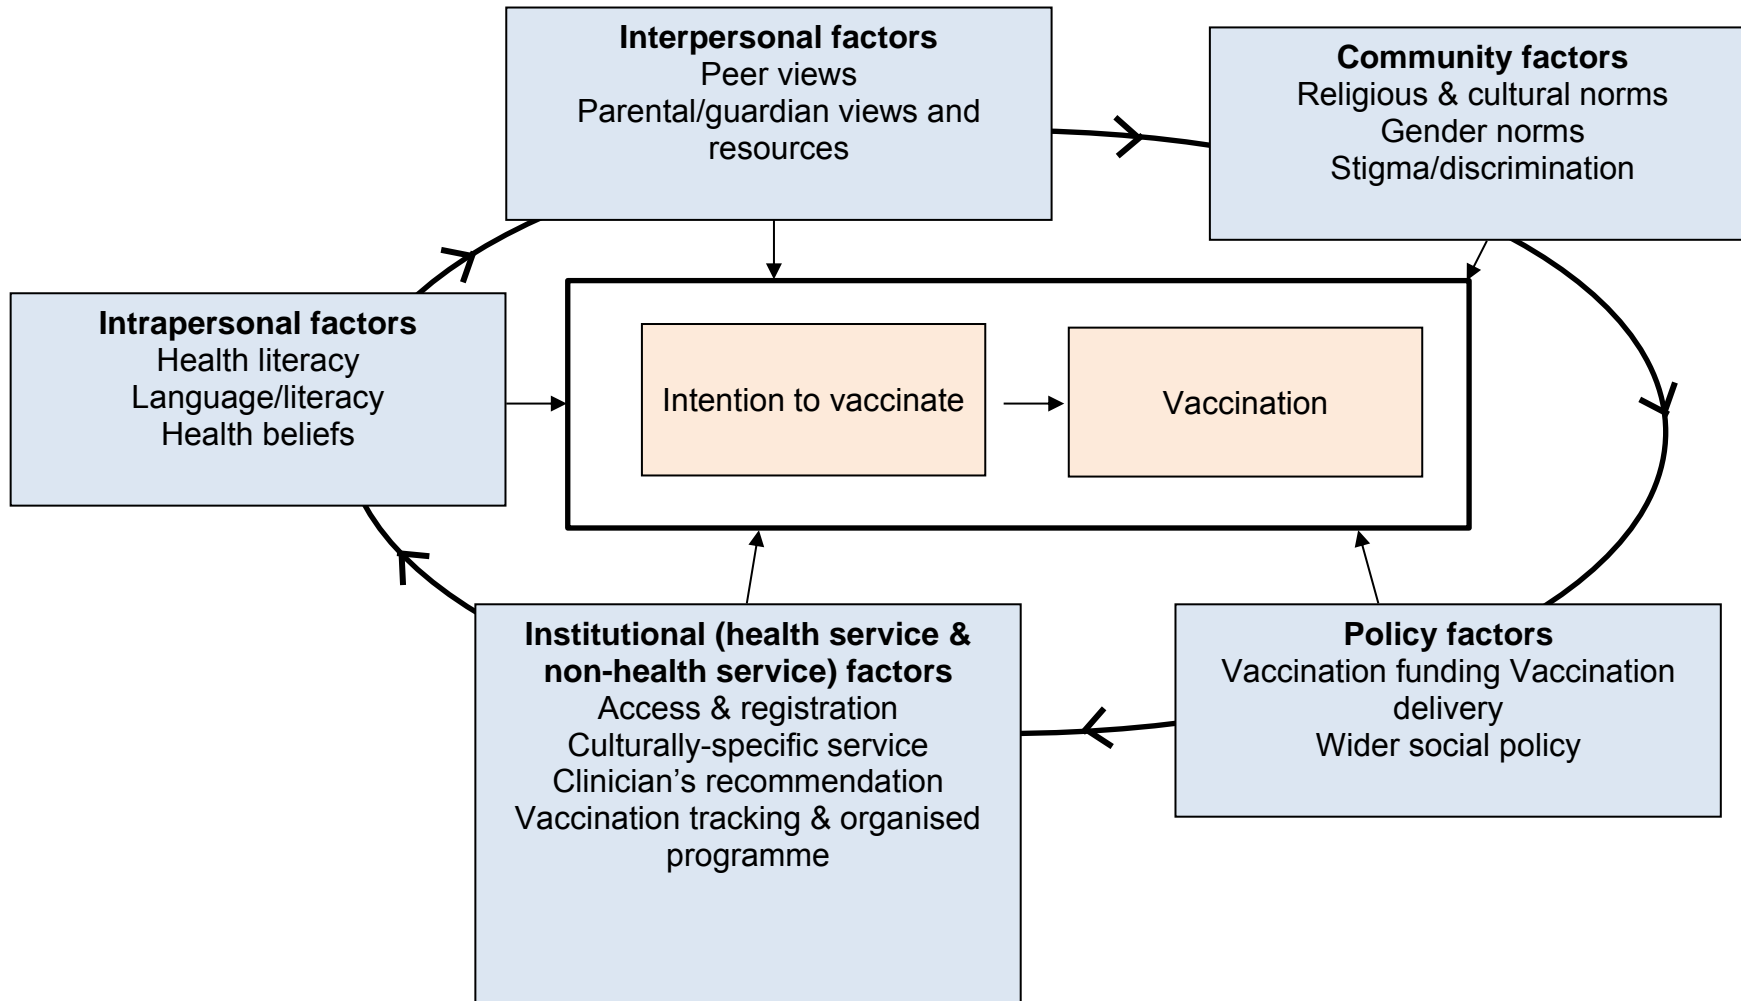 Interpersonal factors
Peer views
Parental/guardian views and
resources
Community factors
Religious & cultural norms
Gender norms
Stigma/discrimination
Intrapersonal factors
Health literacy
Language/literacy
Health beliefs
Intention to vaccinate
Vaccination
Institutional (health service &
non-health service) factors
Access & registration
Culturally-specific service
Clinician’s recommendation
Vaccination tracking & organised
programme
Policy factors
Vaccination funding Vaccination
delivery
Wider social policy